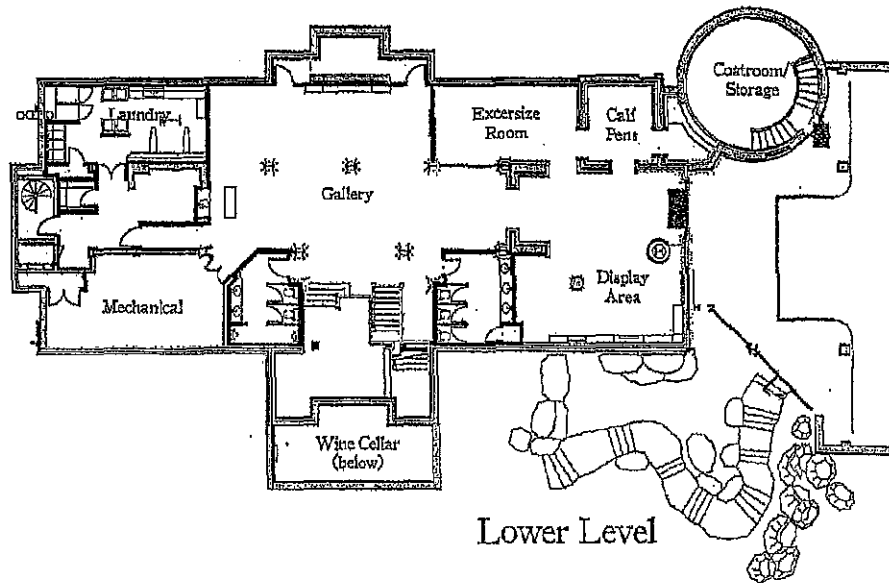 Coatroom/
Storage
Laundry
Excersize
Room
Calf
Pens
Gallery
Display
Area
Mechanical
Wine Cellar
(below)
Lower Level